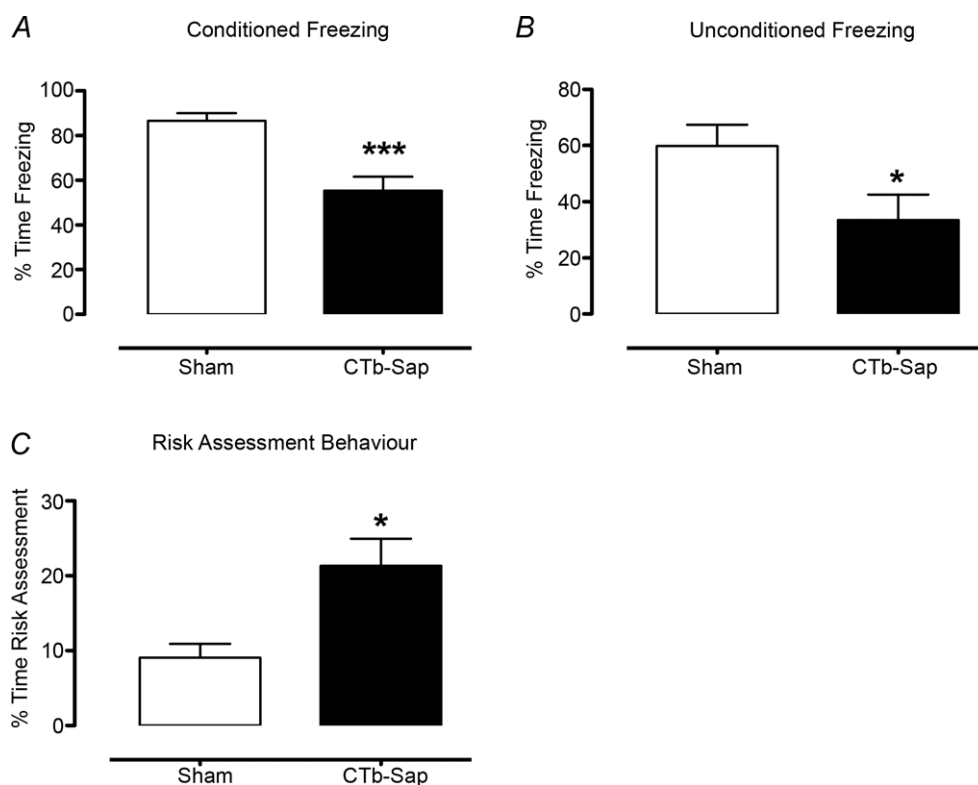 A
Conditioned Freezing
% Time Freezing
100
80
60
40
20
0
***
Sham
CTb-Sap
B
Unconditioned Freezing
% Time Freezing
80
60
40
20
0
*
Sham
CTb-Sap
C
Risk Assessment Behaviour
% Time Risk Assessment
30
20
10
0
*
Sham
CTb-Sap